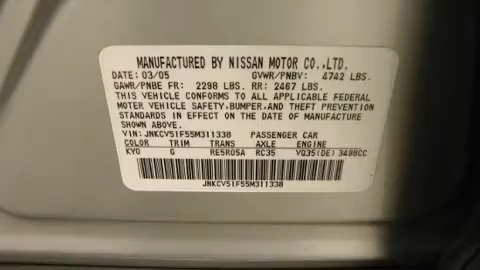 MANUFACTURED BY NISSAN MOTOR CO.,LTD.
DATE: 03/05 GVWR/PNBV: 4742 LBS.
GAWR/PNBE FR: 2298 LBS. RR: 2467 LBS.
THIS VEHICLE CONFORMS TO ALL APPLICABLE FEDERAL
MOTOR VEHICLE SAFETY,BUMPER,AND THEFT PREVENTION
STANDARDS IN EFFECT ON THE DATE OF MANUFACTURE
SHOWN ABOVE.
VIN: JNKCV51F55M311338 PASSENGER CAR
COLOR TRIM TRANS AXLE ENGINE
KY0 G RE5R05A RC35 VQ35(DE) 3498CC
JNKCV51F55M311338